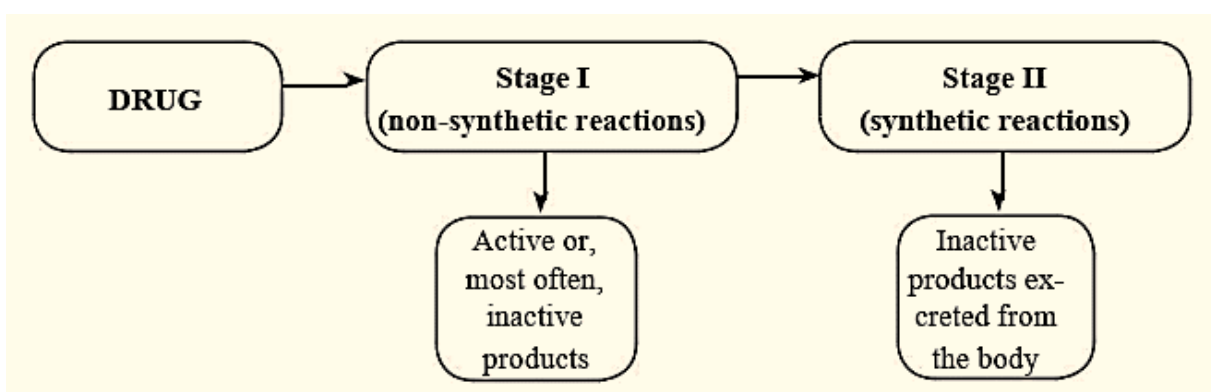 DRUG
Stage I
(non-synthetic reactions)
Stage II
(synthetic reactions)
Active or,
most often,
inactive
products
Inactive
products ex-
creted from
the body